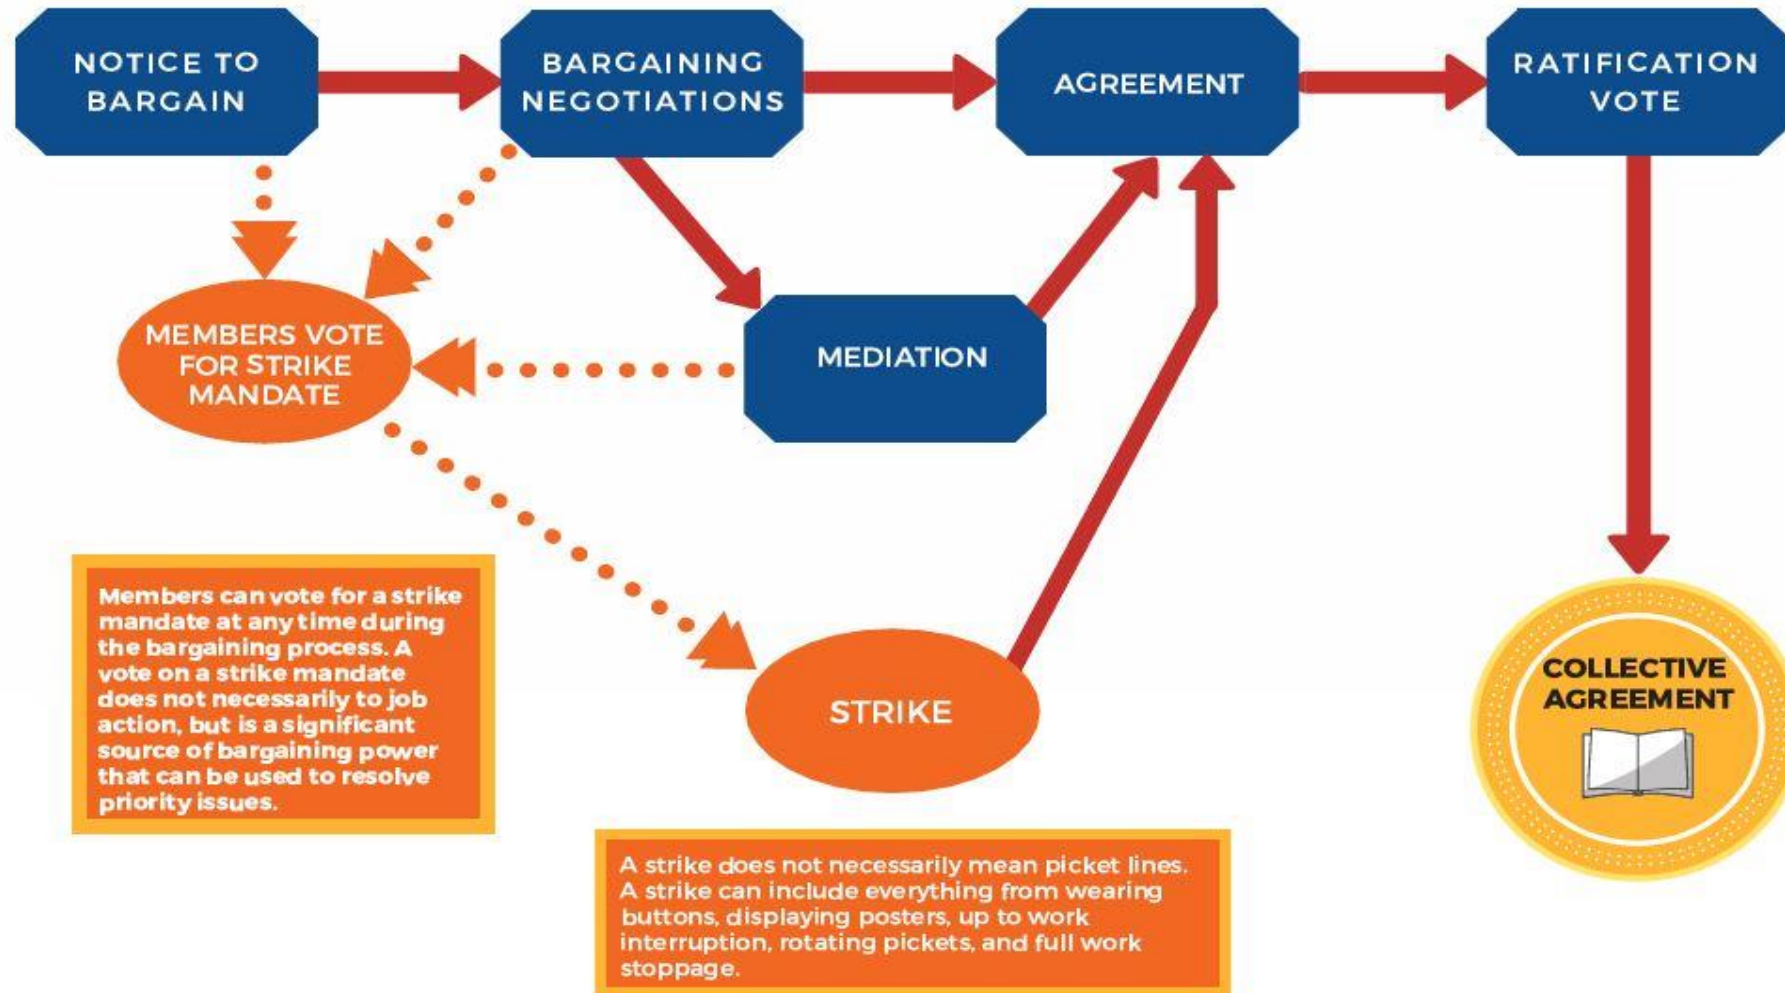 NOTICE TO
BARGAIN
BARGAINING
NEGOTIATIONS
AGREEMENT
RATIFICATION
VOTE
MEMBERS VOTE
FOR STRIKE
MANDATE
MEDIATION
Members can vote for a strike
mandate at any time during
the bargaining process. A
vote on a strike mandate
does not necessarily to job
action, but is a significant
source of bargaining power
that can be used to resolve
priority issues.
STRIKE
COLLECTIVE
AGREEMENT
A strike does not necessarily mean picket lines.
A strike can include everything from wearing
buttons, displaying posters, up to work
interruption, rotating pickets, and full work
stoppage.